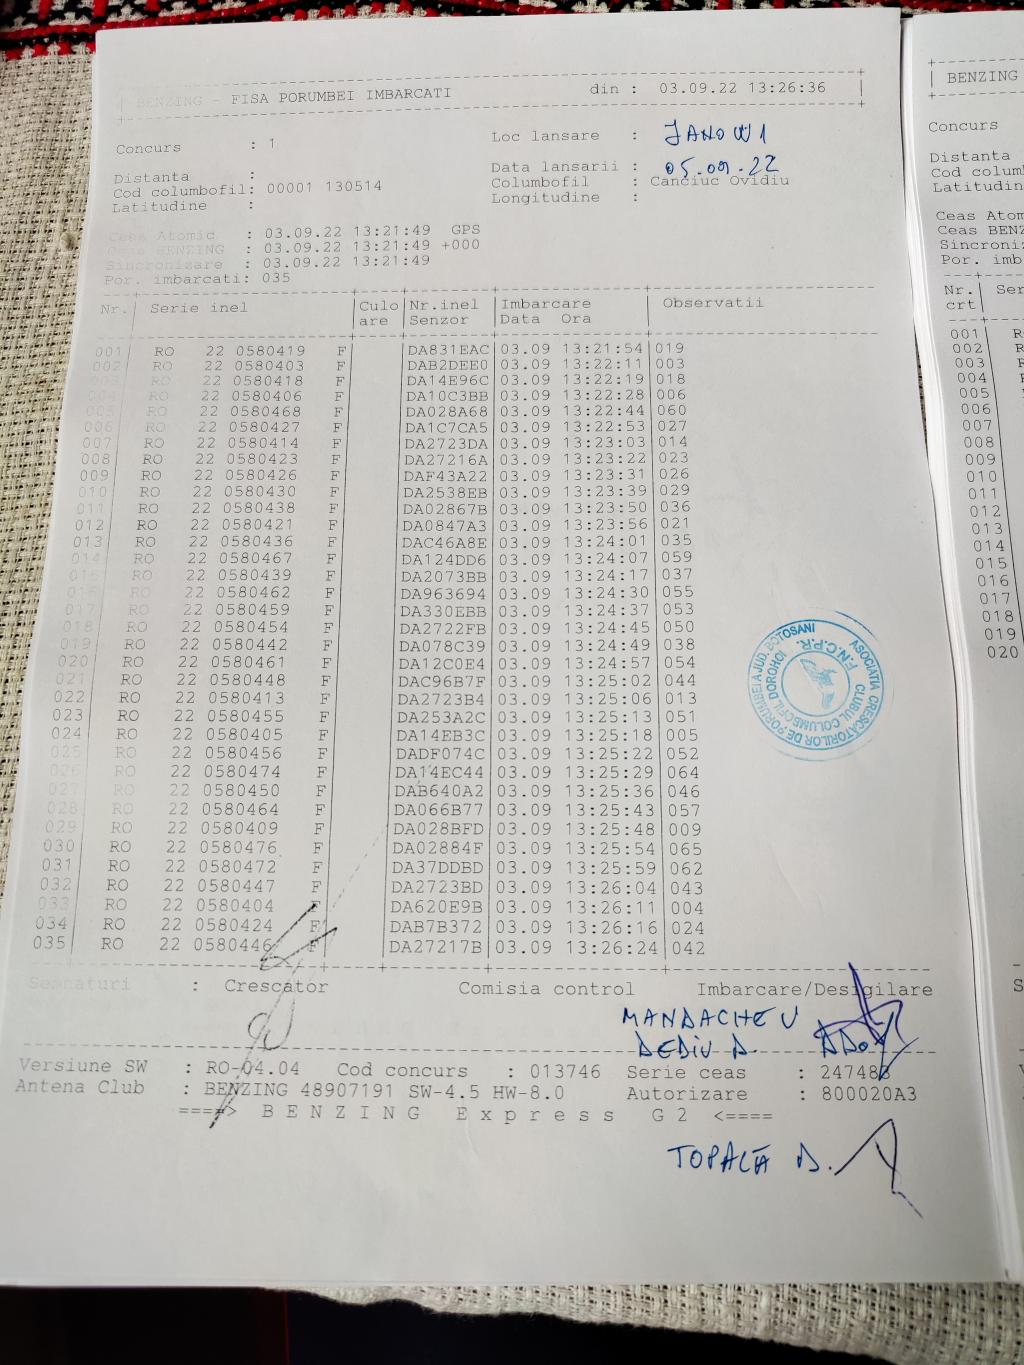 BENZING - FISA PORUMBEI IMBARCATI din : 03.09.22 13:26:36
Concurs : 1 Loc lansare : JANOW 1
Distanta : Data lansarii : 05.09.22
Cod columbofil: 00001 130514 Columbofil : Canciuc Ovidiu
Latitudine : Longitudine :
Ceas Atomic : 03.09.22 13:21:49 GPS
Ceas BENZING : 03.09.22 13:21:49 +000
Sincronizare : 03.09.22 13:21:49
Por. imbarcati: 035
Nr. Serie inel Culo Nr.inel Imbarcare Observatii
are Senzor Data Ora
001 RO 22 0580419 F DA831EAC 03.09 13:21:54 019
002 RO 22 0580403 F DAB2DEE0 03.09 13:22:11 003
003 RO 22 0580418 F DA14E96C 03.09 13:22:19 018
004 RO 22 0580406 F DA10C3BB 03.09 13:22:28 006
005 RO 22 0580468 F DA028A68 03.09 13:22:44 060
006 RO 22 0580427 F DA1C7CA5 03.09 13:22:53 027
007 RO 22 0580414 F DA2723DA 03.09 13:23:03 014
008 RO 22 0580423 F DA27216A 03.09 13:23:22 023
009 RO 22 0580426 F DAF43A22 03.09 13:23:31 026
010 RO 22 0580430 F DA2538EB 03.09 13:23:39 029
011 RO 22 0580438 F DA02867B 03.09 13:23:50 036
012 RO 22 0580421 F DA0847A3 03.09 13:23:56 021
013 RO 22 0580436 F DAC46A8E 03.09 13:24:01 035
014 RO 22 0580467 F DA124DD6 03.09 13:24:07 059
015 RO 22 0580439 F DA2073BB 03.09 13:24:17 037
016 RO 22 0580462 F DA963694 03.09 13:24:30 055
017 RO 22 0580459 F DA330EBB 03.09 13:24:37 053
018 RO 22 0580454 F DA2722FB 03.09 13:24:45 050
019 RO 22 0580442 F DA078C39 03.09 13:24:49 038
020 RO 22 0580461 F DA12C0E4 03.09 13:24:57 054
021 RO 22 0580448 F DAC96B7F 03.09 13:25:02 044
022 RO 22 0580413 F DA2723B4 03.09 13:25:06 013
023 RO 22 0580455 F DA253A2C 03.09 13:25:13 051
024 RO 22 0580405 F DA14EB3C 03.09 13:25:18 005
025 RO 22 0580456 F DADF074C 03.09 13:25:22 052
026 RO 22 0580474 F DA14EC44 03.09 13:25:29 064
027 RO 22 0580450 F DAB640A2 03.09 13:25:36 046
028 RO 22 0580464 F DA066B77 03.09 13:25:43 057
029 RO 22 0580409 F DA028BFD 03.09 13:25:48 009
030 RO 22 0580476 F DA02884F 03.09 13:25:54 065
031 RO 22 0580472 F DA37DDBD 03.09 13:25:59 062
032 RO 22 0580447 F DA2723BD 03.09 13:26:04 043
033 RO 22 0580404 F DA620E9B 03.09 13:26:11 004
034 RO 22 0580424 F DAB7B372 03.09 13:26:16 024
035 RO 22 0580446 F DA27217B 03.09 13:26:24 042
ASOCIATIA CRESCATORILOR DE PORUMBEI A JUD. BOTOSANI
F.N.C.P.R.
CLUBUL COLUMBOFIL DOROHOI
Semnaturi : Crescator Comisia control Imbarcare/Desigilare
MANDACHE V
DEDIU D.
Versiune SW : RO-04.04 Cod concurs : 013746 Serie ceas : 247483
Antena Club : BENZING 48907191 SW-4.5 HW-8.0 Autorizare : 800020A3
====> BENZING Express G2 <====
TOPALĂ D.
BENZING
Concurs
Distanta
Cod colum
Latitudin
Ceas Atom
Ceas BENZ
Sincroniz
Por. imb
Nr. Ser
crt
001 R
002 R
003 F
004
005
006
007
008
009
010
011
012
013
014
015
016
017
018
019
020